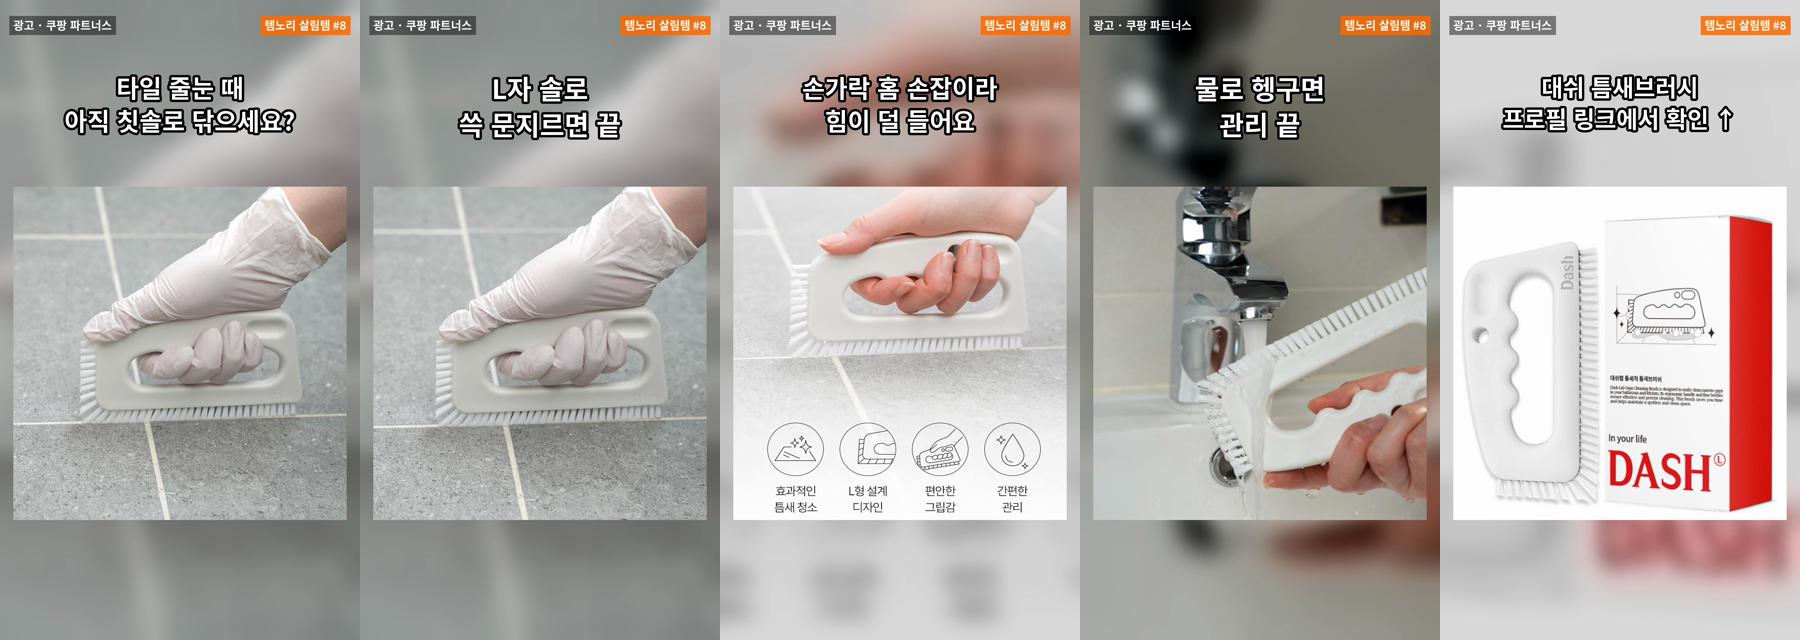 광고 · 쿠팡 파트너스
템노리 살림템 #8
타일 줄눈 때
아직 칫솔로 닦으세요?
광고 · 쿠팡 파트너스
템노리 살림템 #8
L자 솔로
쓱 문지르면 끝
광고 · 쿠팡 파트너스
템노리 살림템 #8
손가락 홈 손잡이라
힘이 덜 들어요
효과적인
틈새 청소
L형 설계
디자인
편안한
그립감
간편한
관리
광고 · 쿠팡 파트너스
템노리 살림템 #8
물로 헹구면
관리 끝
광고 · 쿠팡 파트너스
템노리 살림템 #8
대쉬 틈새브러시
프로필 링크에서 확인 ↑
Dash
In your life
DASH Ⓛ